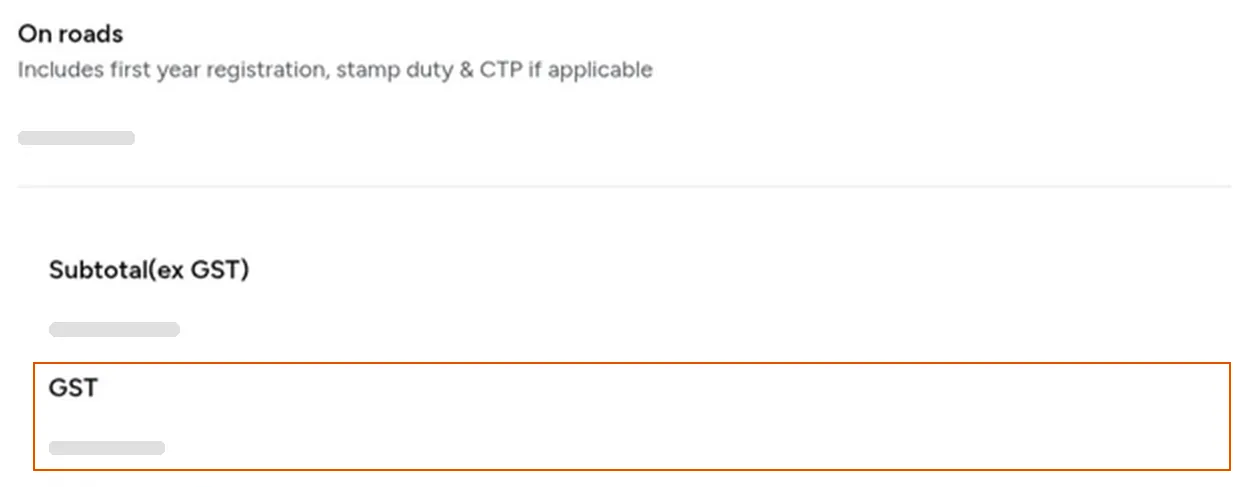 On roads
Includes first year registration, stamp duty & CTP if applicable
Subtotal(ex GST)
GST